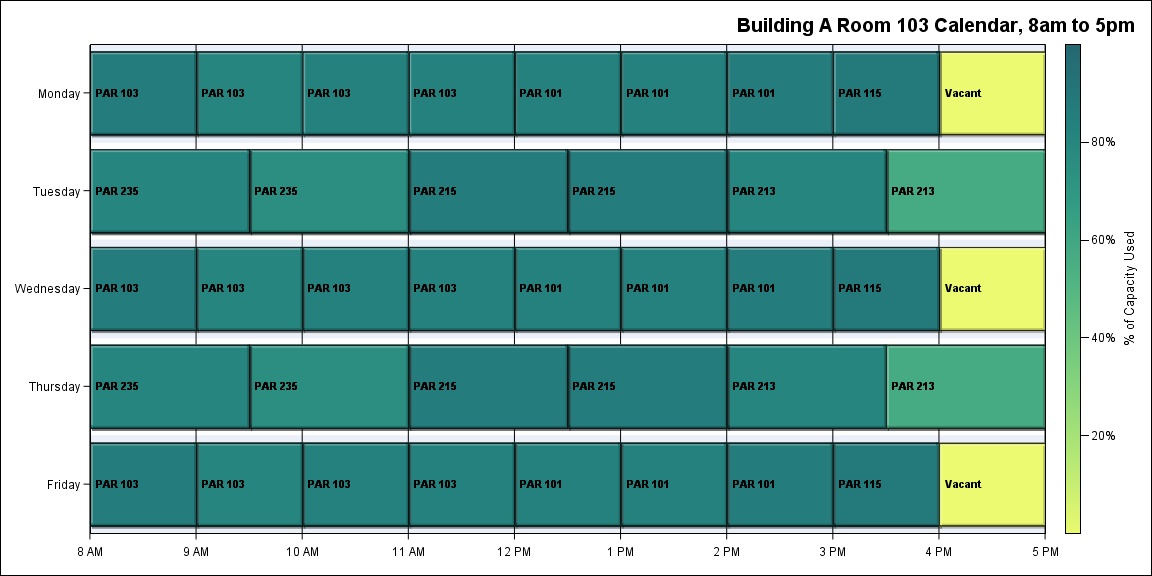 Building A Room 103 Calendar, 8am to 5pm
Monday
PAR 103 PAR 103 PAR 103 PAR 103 PAR 101 PAR 101 PAR 101 PAR 115 Vacant
Tuesday
PAR 235 PAR 235 PAR 215 PAR 215 PAR 213 PAR 213
Wednesday
PAR 103 PAR 103 PAR 103 PAR 103 PAR 101 PAR 101 PAR 101 PAR 115 Vacant
Thursday
PAR 235 PAR 235 PAR 215 PAR 215 PAR 213 PAR 213
Friday
PAR 103 PAR 103 PAR 103 PAR 103 PAR 101 PAR 101 PAR 101 PAR 115 Vacant
8 AM 9 AM 10 AM 11 AM 12 PM 1 PM 2 PM 3 PM 4 PM 5 PM
80%
60%
40%
20%
% of Capacity Used